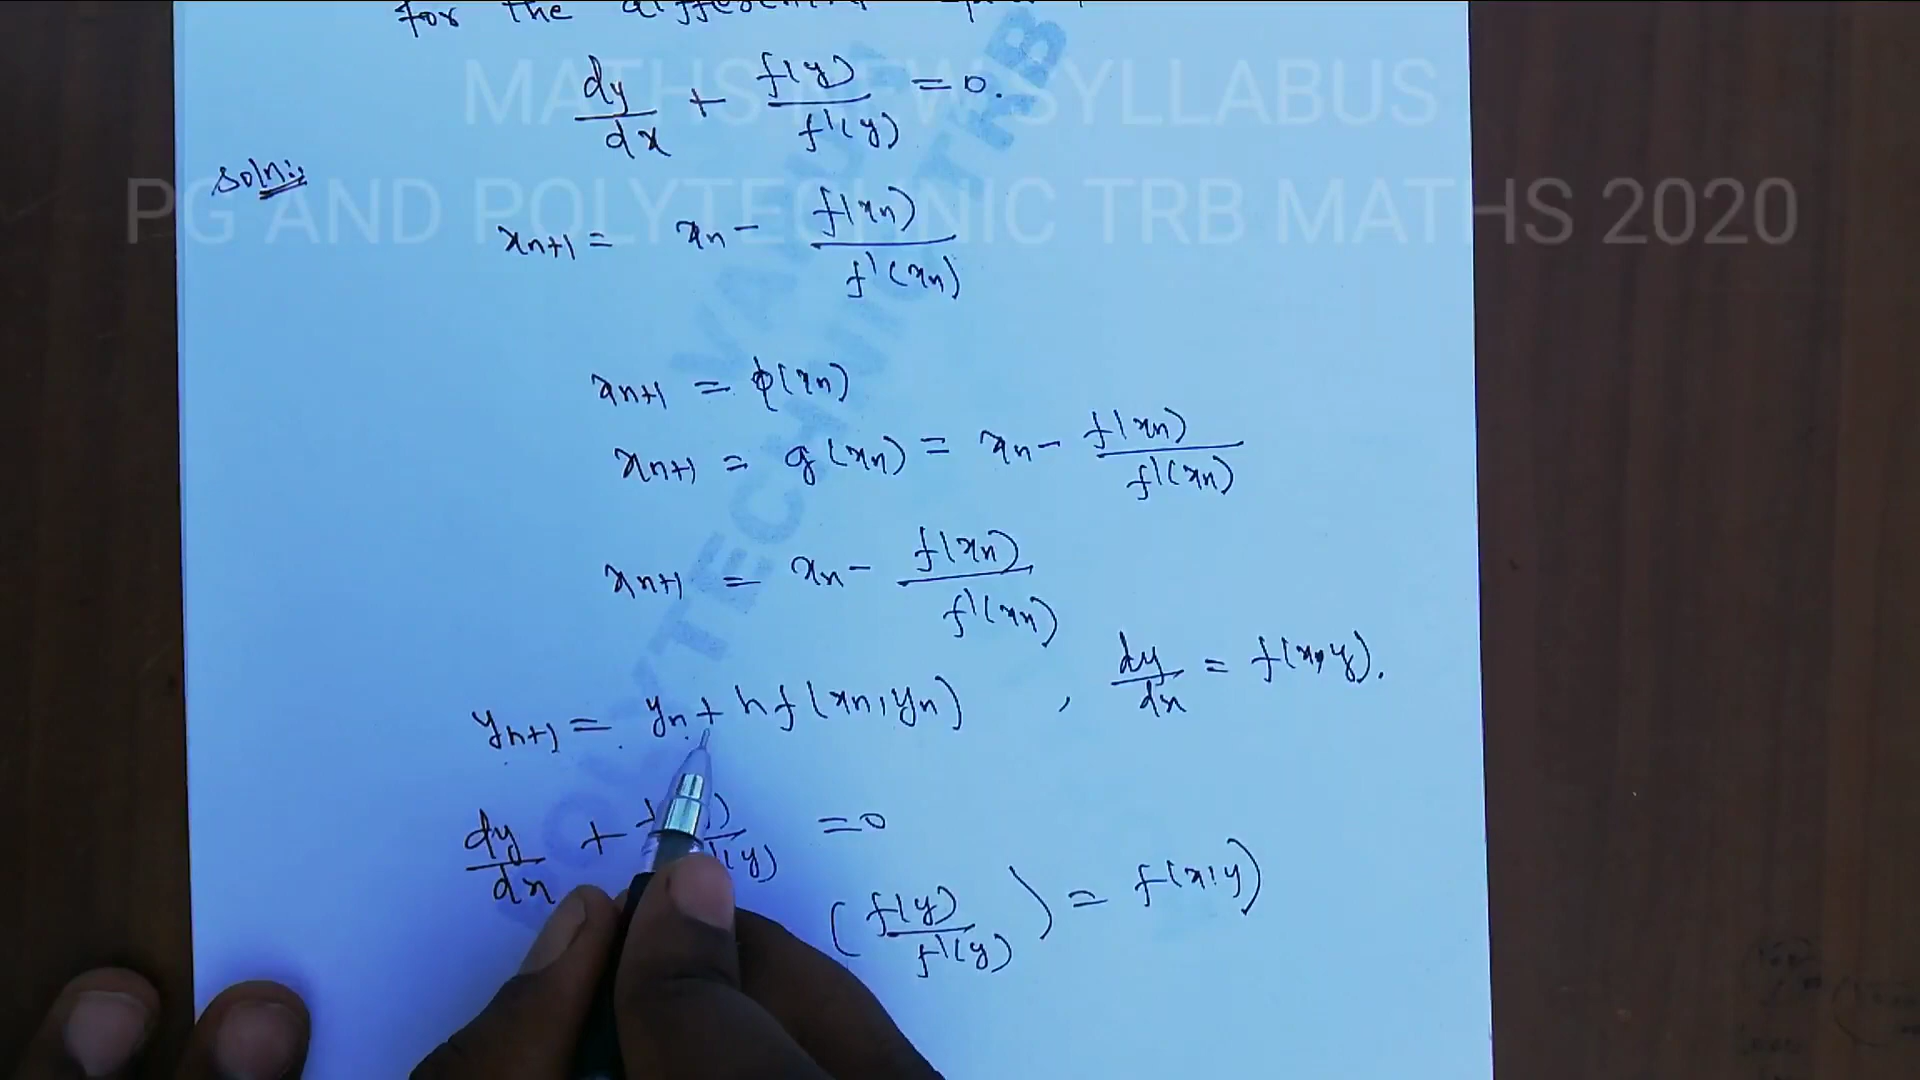 for the
dy/dx + f(y)/f'(y) = 0.
MATHS NEW SYLLABUS
Soln:
PG AND POLYTECHNIC TRB MATHS 2020
xn+1 = xn - f(xn)/f'(xn)
xn+1 = φ(xn)
xn+1 = g(xn) = xn - f(xn)/f'(xn)
xn+1 = xn - f(xn)/f'(xn)
yn+1 = yn + hf(xn, yn) , dy/dx = f(x, y).
dy/dx + = 0
(f(y)/f'(y)) = f(x, y)